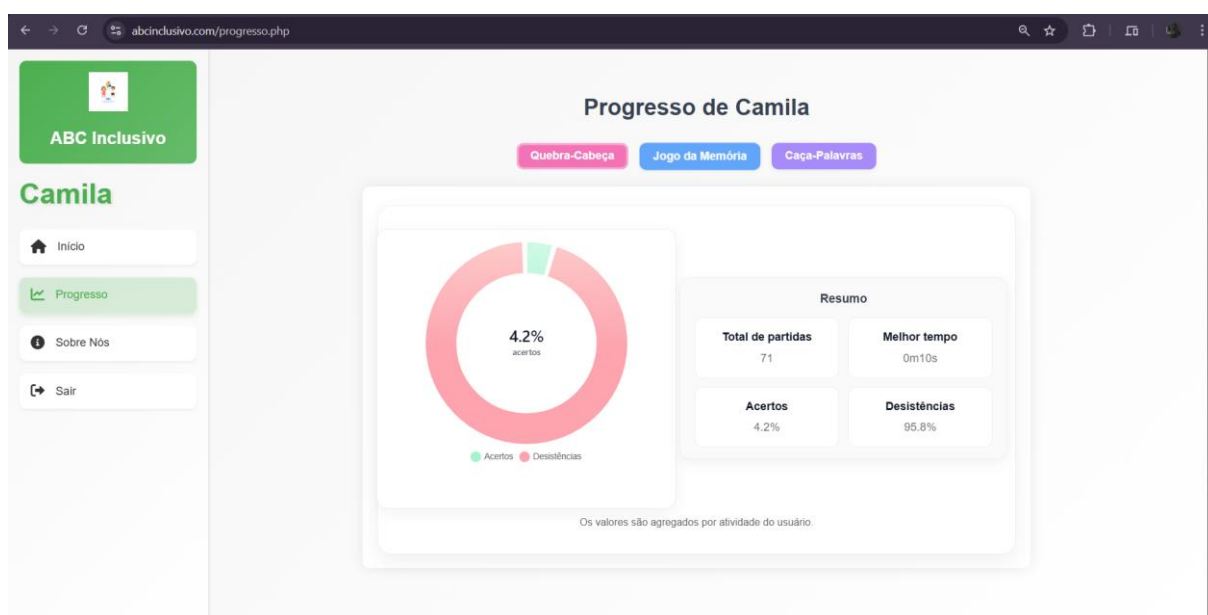 abcinclusivo.com/progresso.php
ABC Inclusivo
Camila
Início
Progresso
Sobre Nós
Sair
Progresso de Camila
Quebra-Cabeça
Jogo da Memória
Caça-Palavras
4.2%
acertos
Acertos
Desistências
Resumo
Total de partidas
71
Melhor tempo
0m10s
Acertos
4.2%
Desistências
95.8%
Os valores são agregados por atividade do usuário.